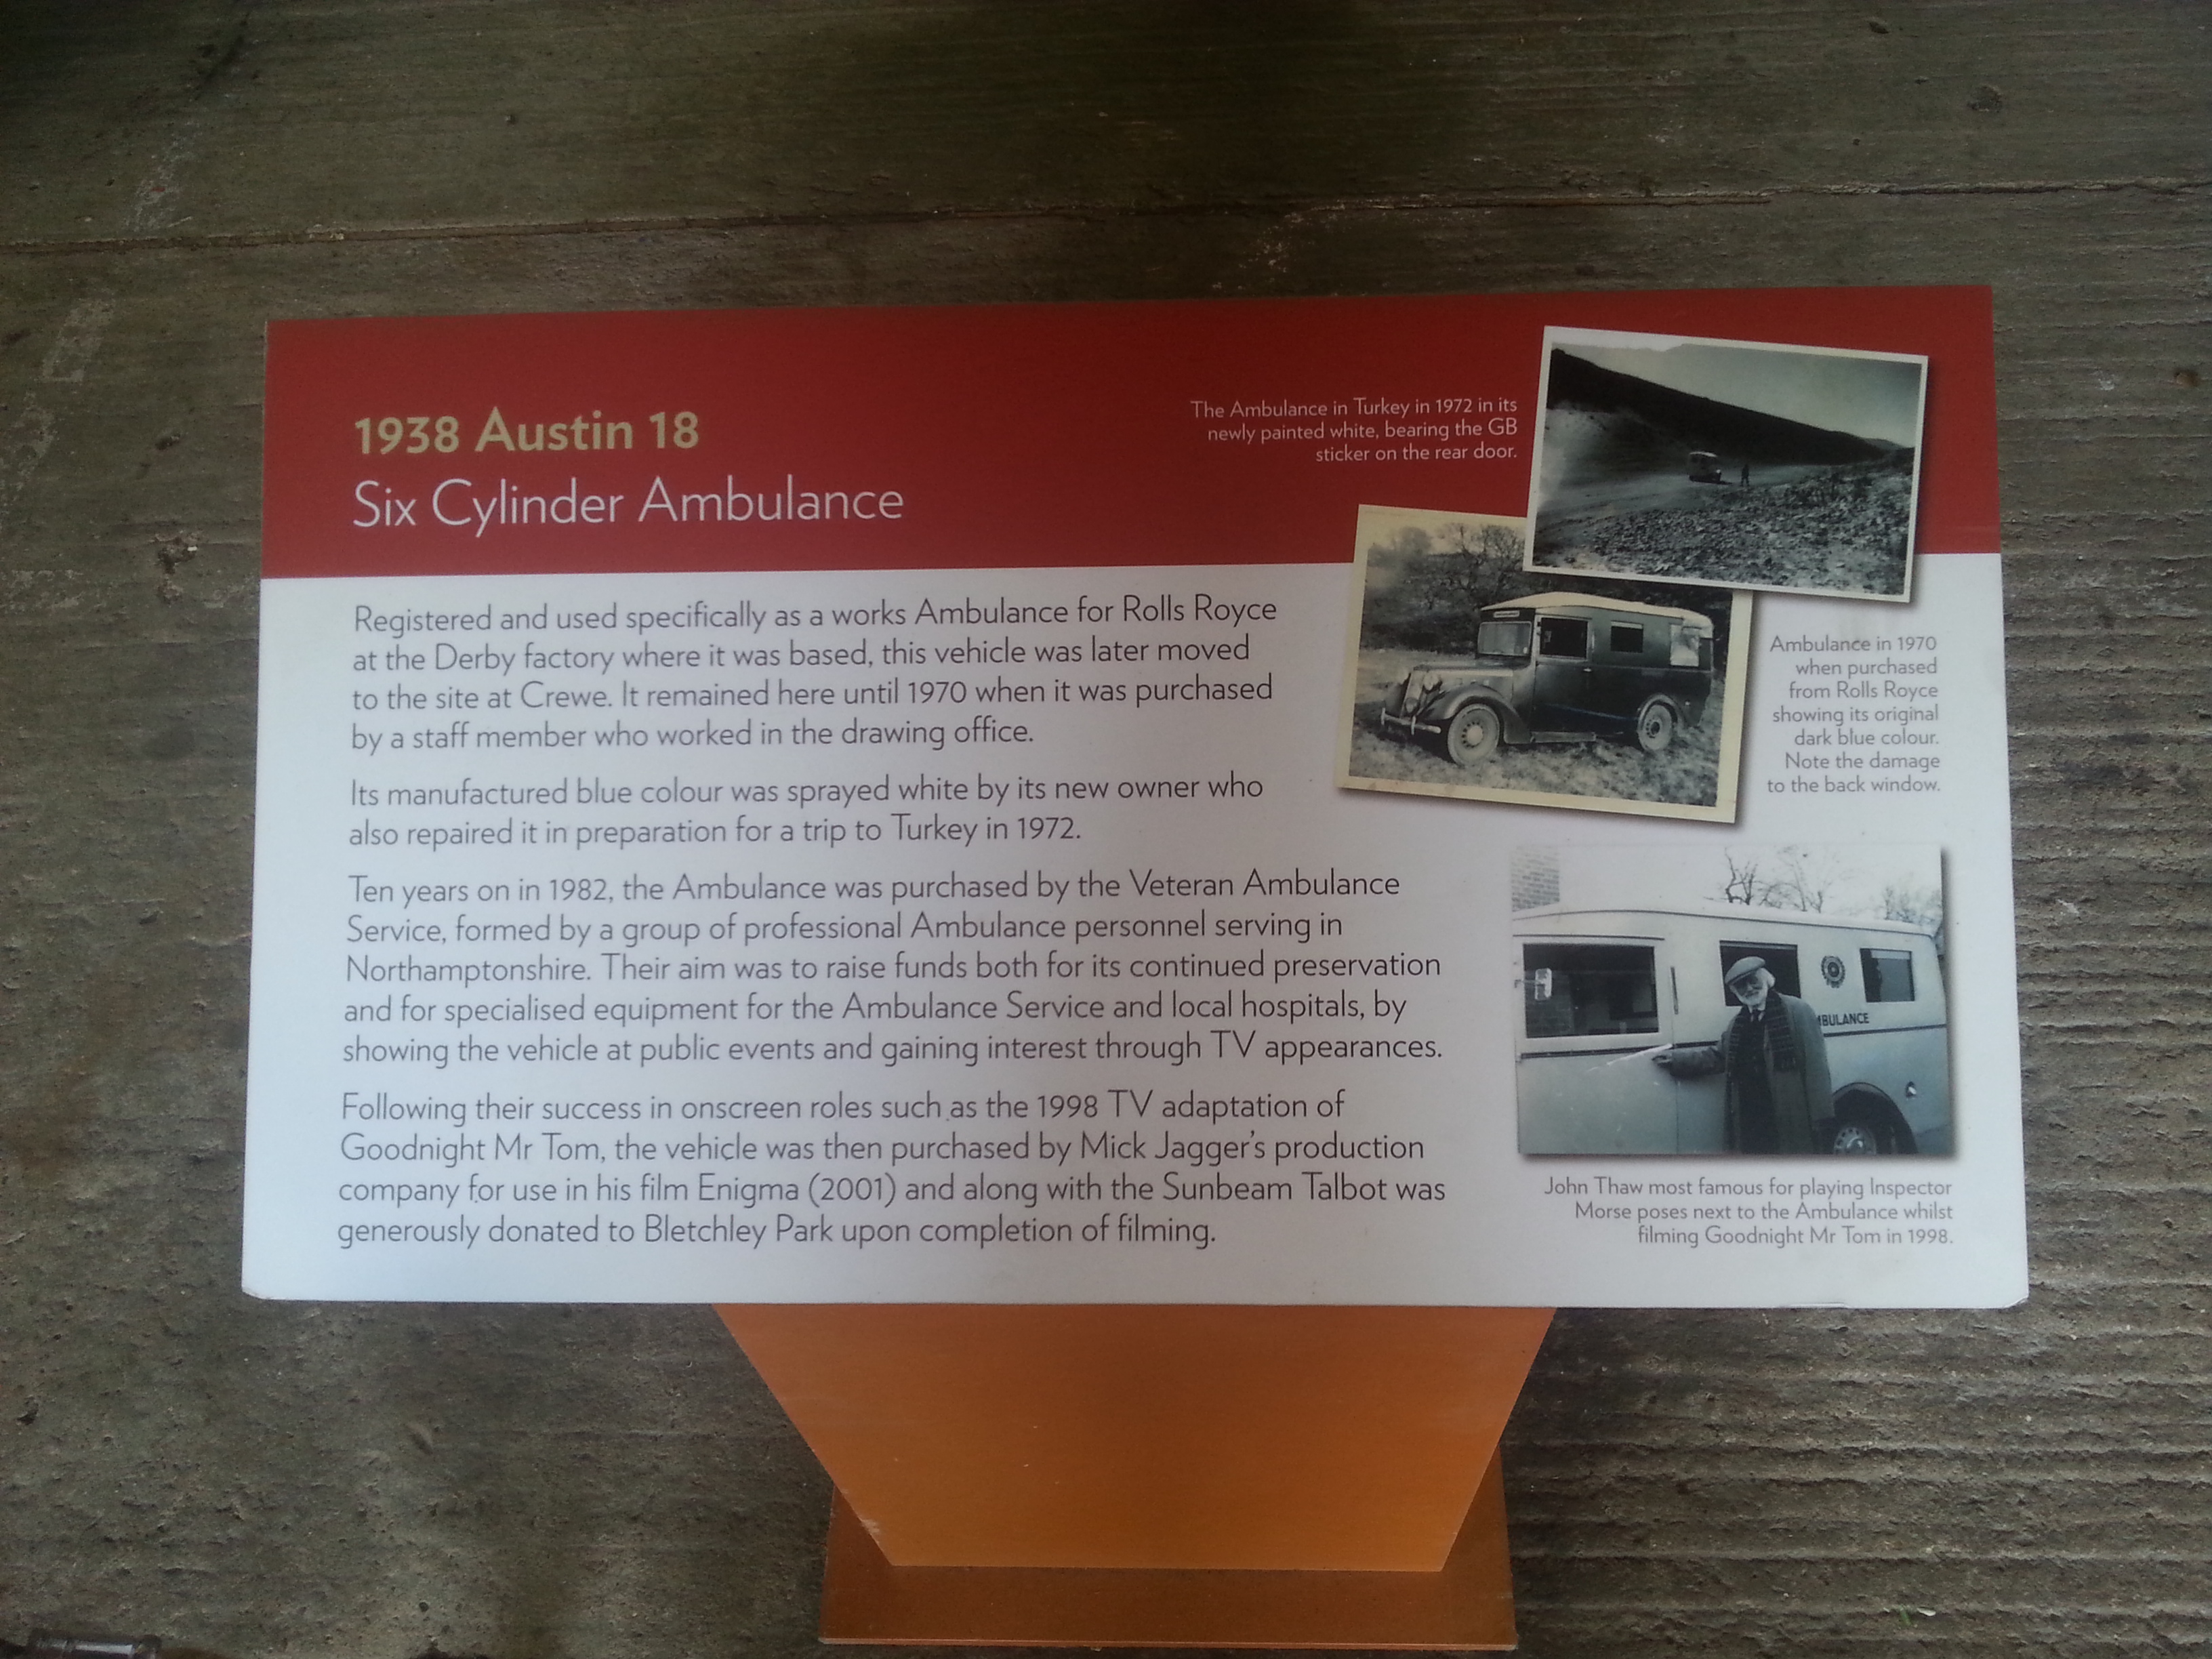 1938 Austin 18
Six Cylinder Ambulance
The Ambulance in Turkey in 1972 in its
newly painted white, bearing the GB
sticker on the rear door.
Registered and used specifically as a works Ambulance for Rolls Royce
at the Derby factory where it was based, this vehicle was later moved
to the site at Crewe. It remained here until 1970 when it was purchased
by a staff member who worked in the drawing office.
Its manufactured blue colour was sprayed white by its new owner who
also repaired it in preparation for a trip to Turkey in 1972.
Ten years on in 1982, the Ambulance was purchased by the Veteran Ambulance
Service, formed by a group of professional Ambulance personnel serving in
Northamptonshire. Their aim was to raise funds both for its continued preservation
and for specialised equipment for the Ambulance Service and local hospitals, by
showing the vehicle at public events and gaining interest through TV appearances.
Following their success in onscreen roles such as the 1998 TV adaptation of
Goodnight Mr Tom, the vehicle was then purchased by Mick Jagger's production
company for use in his film Enigma (2001) and along with the Sunbeam Talbot was
generously donated to Bletchley Park upon completion of filming.
Ambulance in 1970
when purchased
from Rolls Royce
showing its original
dark blue colour.
Note the damage
to the back window.
MBULANCE
John Thaw most famous for playing Inspector
Morse poses next to the Ambulance whilst
filming Goodnight Mr Tom in 1998.